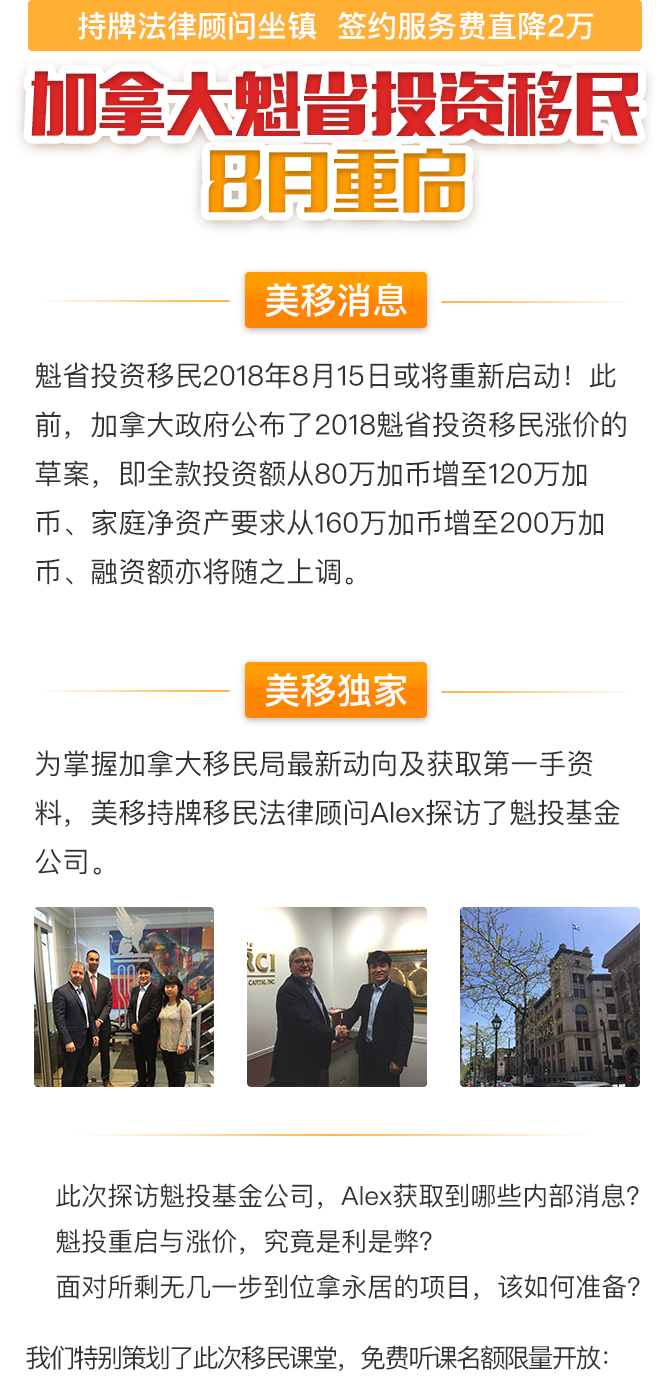 持牌法律顾问坐镇 签约服务费直降2万
加拿大魁省投资移民
8月重启
美移消息
魁省投资移民2018年8月15日或将重新启动！此
前，加拿大政府公布了2018魁省投资移民涨价的
草案，即全款投资额从80万加币增至120万加
币、家庭净资产要求从160万加币增至200万加
币、融资额亦将随之上调。
美移独家
为掌握加拿大移民局最新动向及获取第一手资
料，美移持牌移民法律顾问Alex探访了魁投基金
公司。
RCI
CAPITAL INC.
此次探访魁投基金公司，Alex获取到哪些内部消息？
魁投重启与涨价，究竟是利是弊？
面对所剩无几一步到位拿永居的项目，该如何准备？
我们特别策划了此次移民课堂，免费听课名额限量开放：